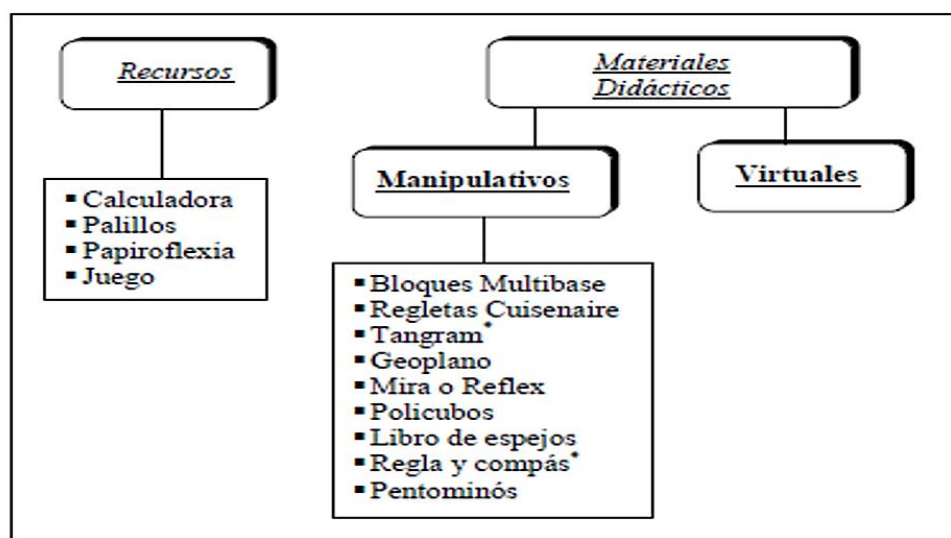 Recursos
▪ Calculadora
▪ Palillos
▪ Papiroflexia
▪ Juego
Materiales
Didácticos
Manipulativos
▪ Bloques Multibase
▪ Regletas Cuisenaire
▪ Tangram*
▪ Geoplano
▪ Mira o Reflex
▪ Policubos
▪ Libro de espejos
▪ Regla y compás*
▪ Pentominós
Virtuales